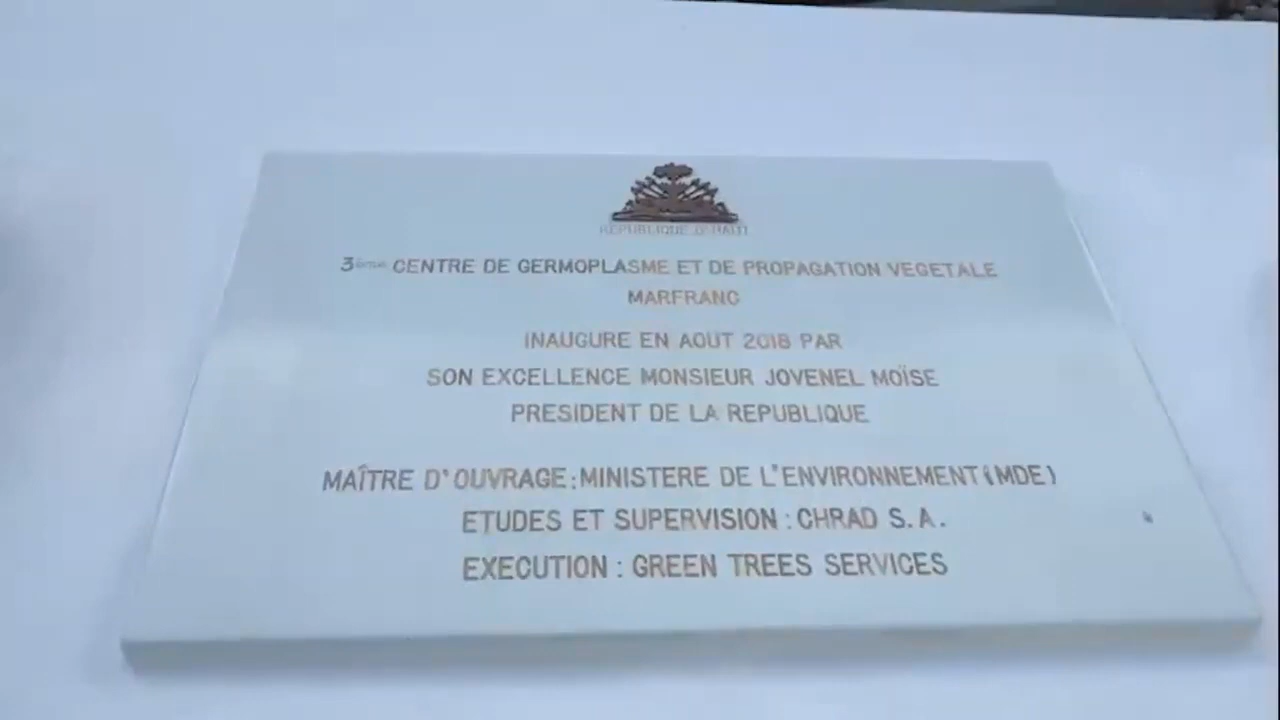 REPUBLIQUE D'HAITI
3ème CENTRE DE GERMOPLASME ET DE PROPAGATION VEGETALE
MARFRANC
INAUGURE EN AOUT 2018 PAR
SON EXCELLENCE MONSIEUR JOVENEL MOÏSE
PRESIDENT DE LA REPUBLIQUE
MAÎTRE D'OUVRAGE : MINISTERE DE L'ENVIRONNEMENT (MDE)
ETUDES ET SUPERVISION : CHRAD S.A.
EXECUTION : GREEN TREES SERVICES